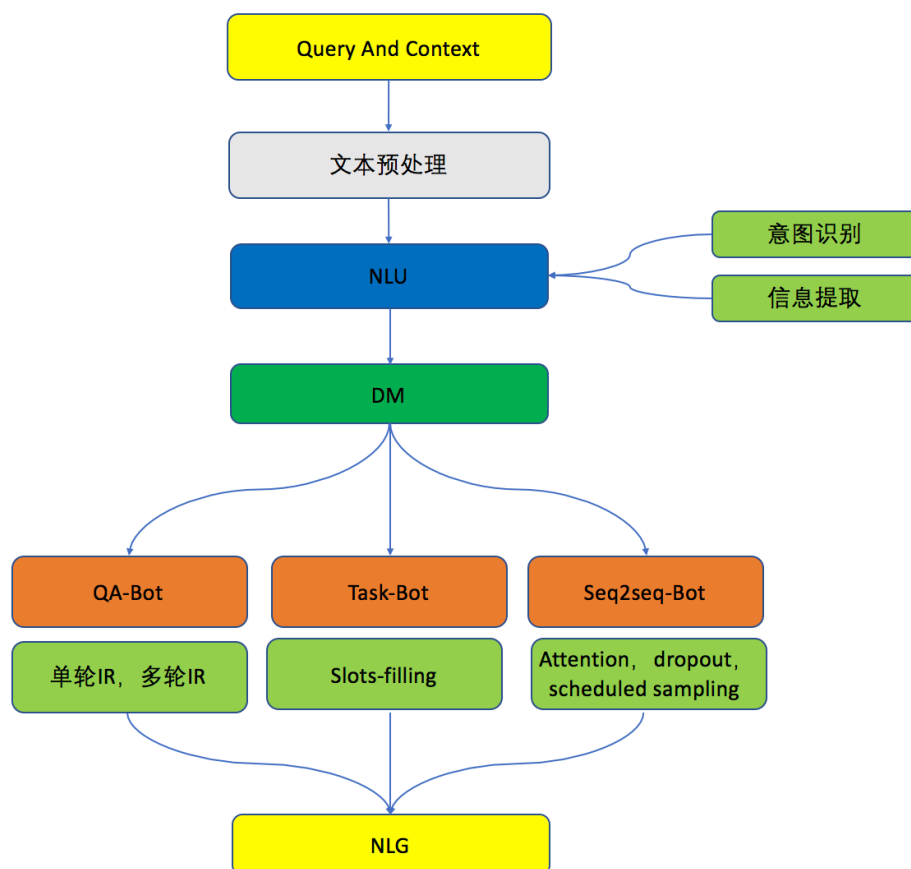 Query And Context
文本预处理
意图识别
NLU
信息提取
DM
QA-Bot
Task-Bot
Seq2seq-Bot
单轮IR，多轮IR
Slots-filling
Attention，dropout，
scheduled sampling
NLG